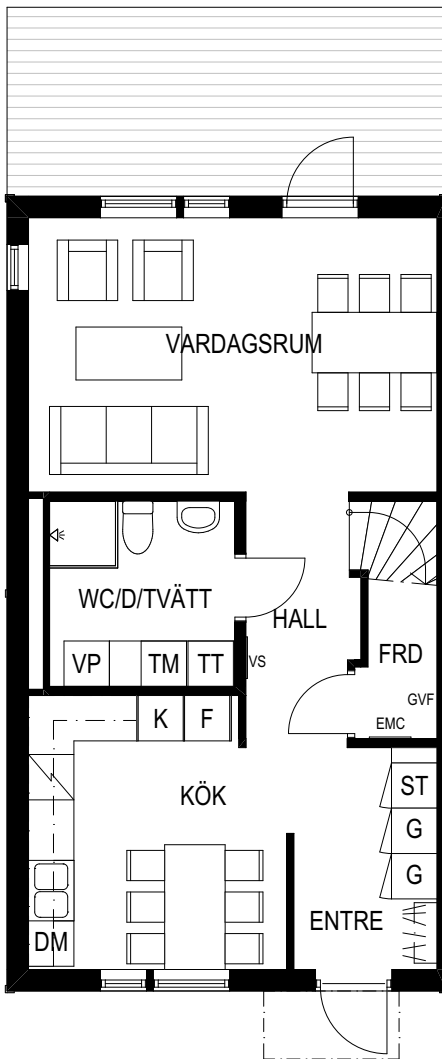 VARDAGSRUM
WC/D/TVÄTT
HALL
FRD
VP
TM
TT
VS
GVF
EMC
K
F
ST
KÖK
G
G
ENTRE
DM